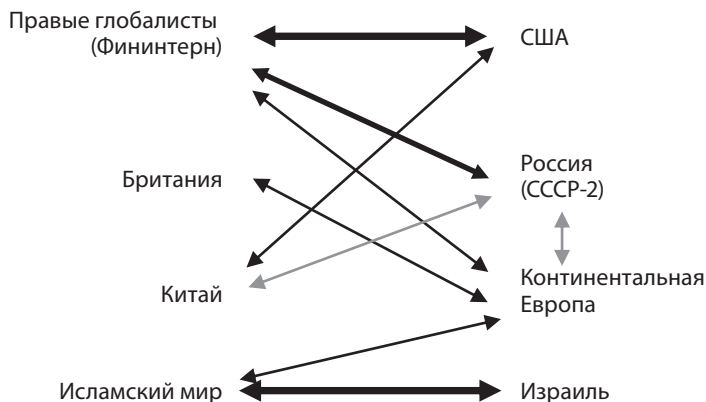 Правые глобалисты
(Фининтерн)
США
Британия
Россия
(СССР-2)
Китай
Континентальная
Европа
Исламский мир
Израиль